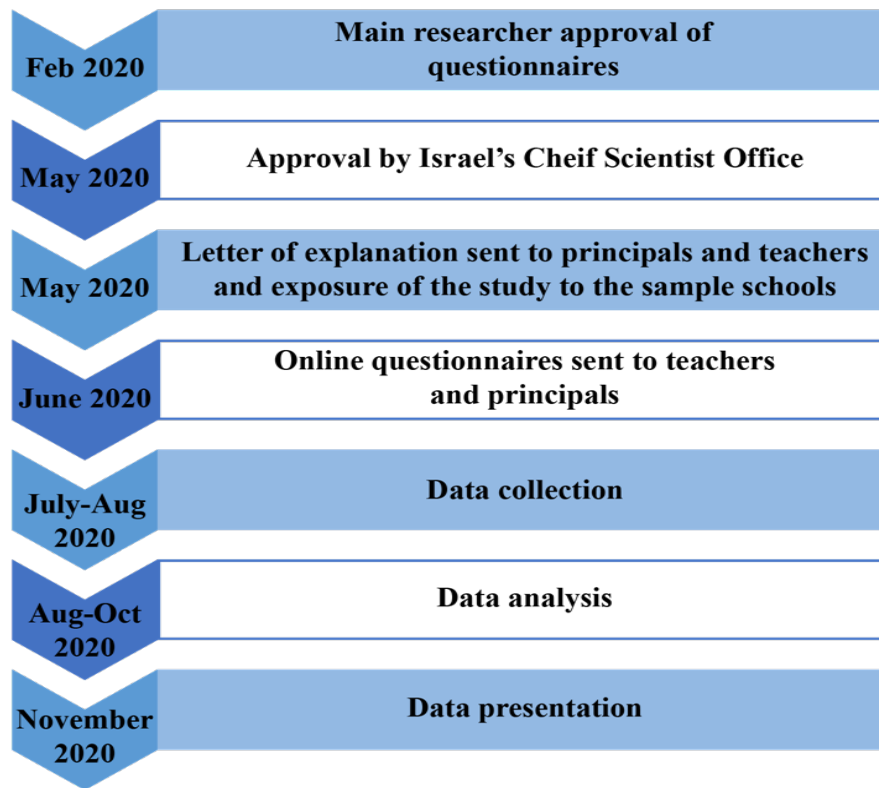 Feb 2020
Main researcher approval of
questionnaires
May 2020
Approval by Israel’s Cheif Scientist Office
May 2020
Letter of explanation sent to principals and teachers
and exposure of the study to the sample schools
June 2020
Online questionnaires sent to teachers
and principals
July-Aug
2020
Data collection
Aug-Oct
2020
Data analysis
November
2020
Data presentation